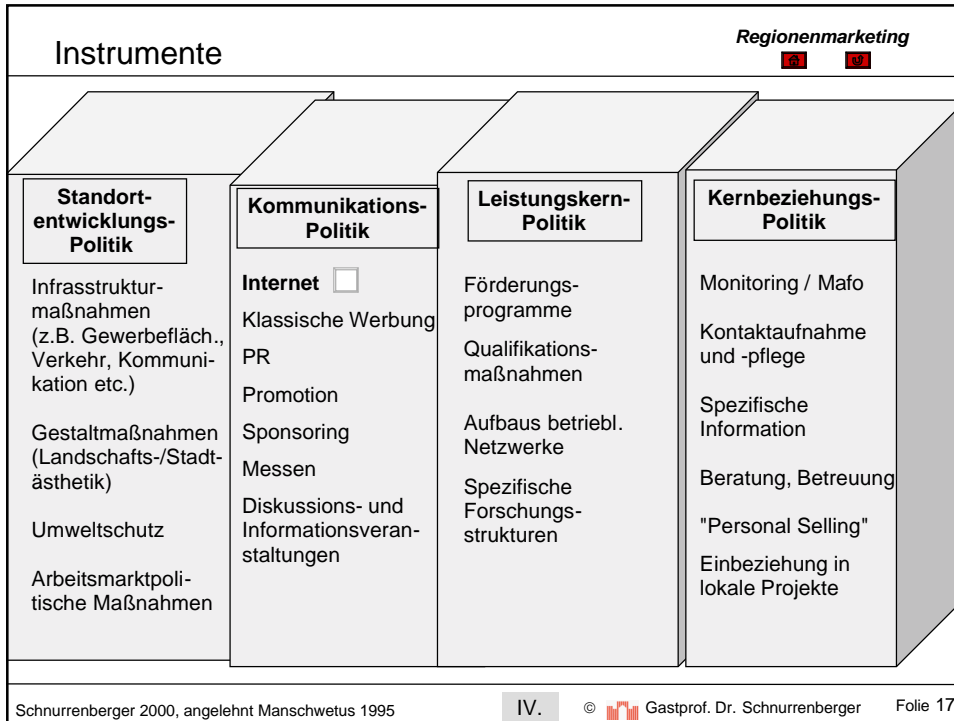 Instrumente
Regionenmarketing
Standort-
entwicklungs-
Politik
Infrasstruktur-
maßnahmen
(z.B. Gewerbefläch.,
Verkehr, Kommuni-
kation etc.)
Gestaltmaßnahmen
(Landschafts-/Stadt-
ästhetik)
Umweltschutz
Arbeitsmarktpoli-
tische Maßnahmen
Kommunikations-
Politik
Internet
Klassische Werbung
PR
Promotion
Sponsoring
Messen
Diskussions- und
Informationsveran-
staltungen
Leistungskern-
Politik
Förderungs-
programme
Qualifikations-
maßnahmen
Aufbaus betriebl.
Netzwerke
Spezifische
Forschungs-
strukturen
Kernbeziehungs-
Politik
Monitoring / Mafo
Kontaktaufnahme
und -pflege
Spezifische
Information
Beratung, Betreuung
"Personal Selling"
Einbeziehung in
lokale Projekte
Schnurrenberger 2000, angelehnt Manschwetus 1995
IV.
© Gastprof. Dr. Schnurrenberger
Folie 17